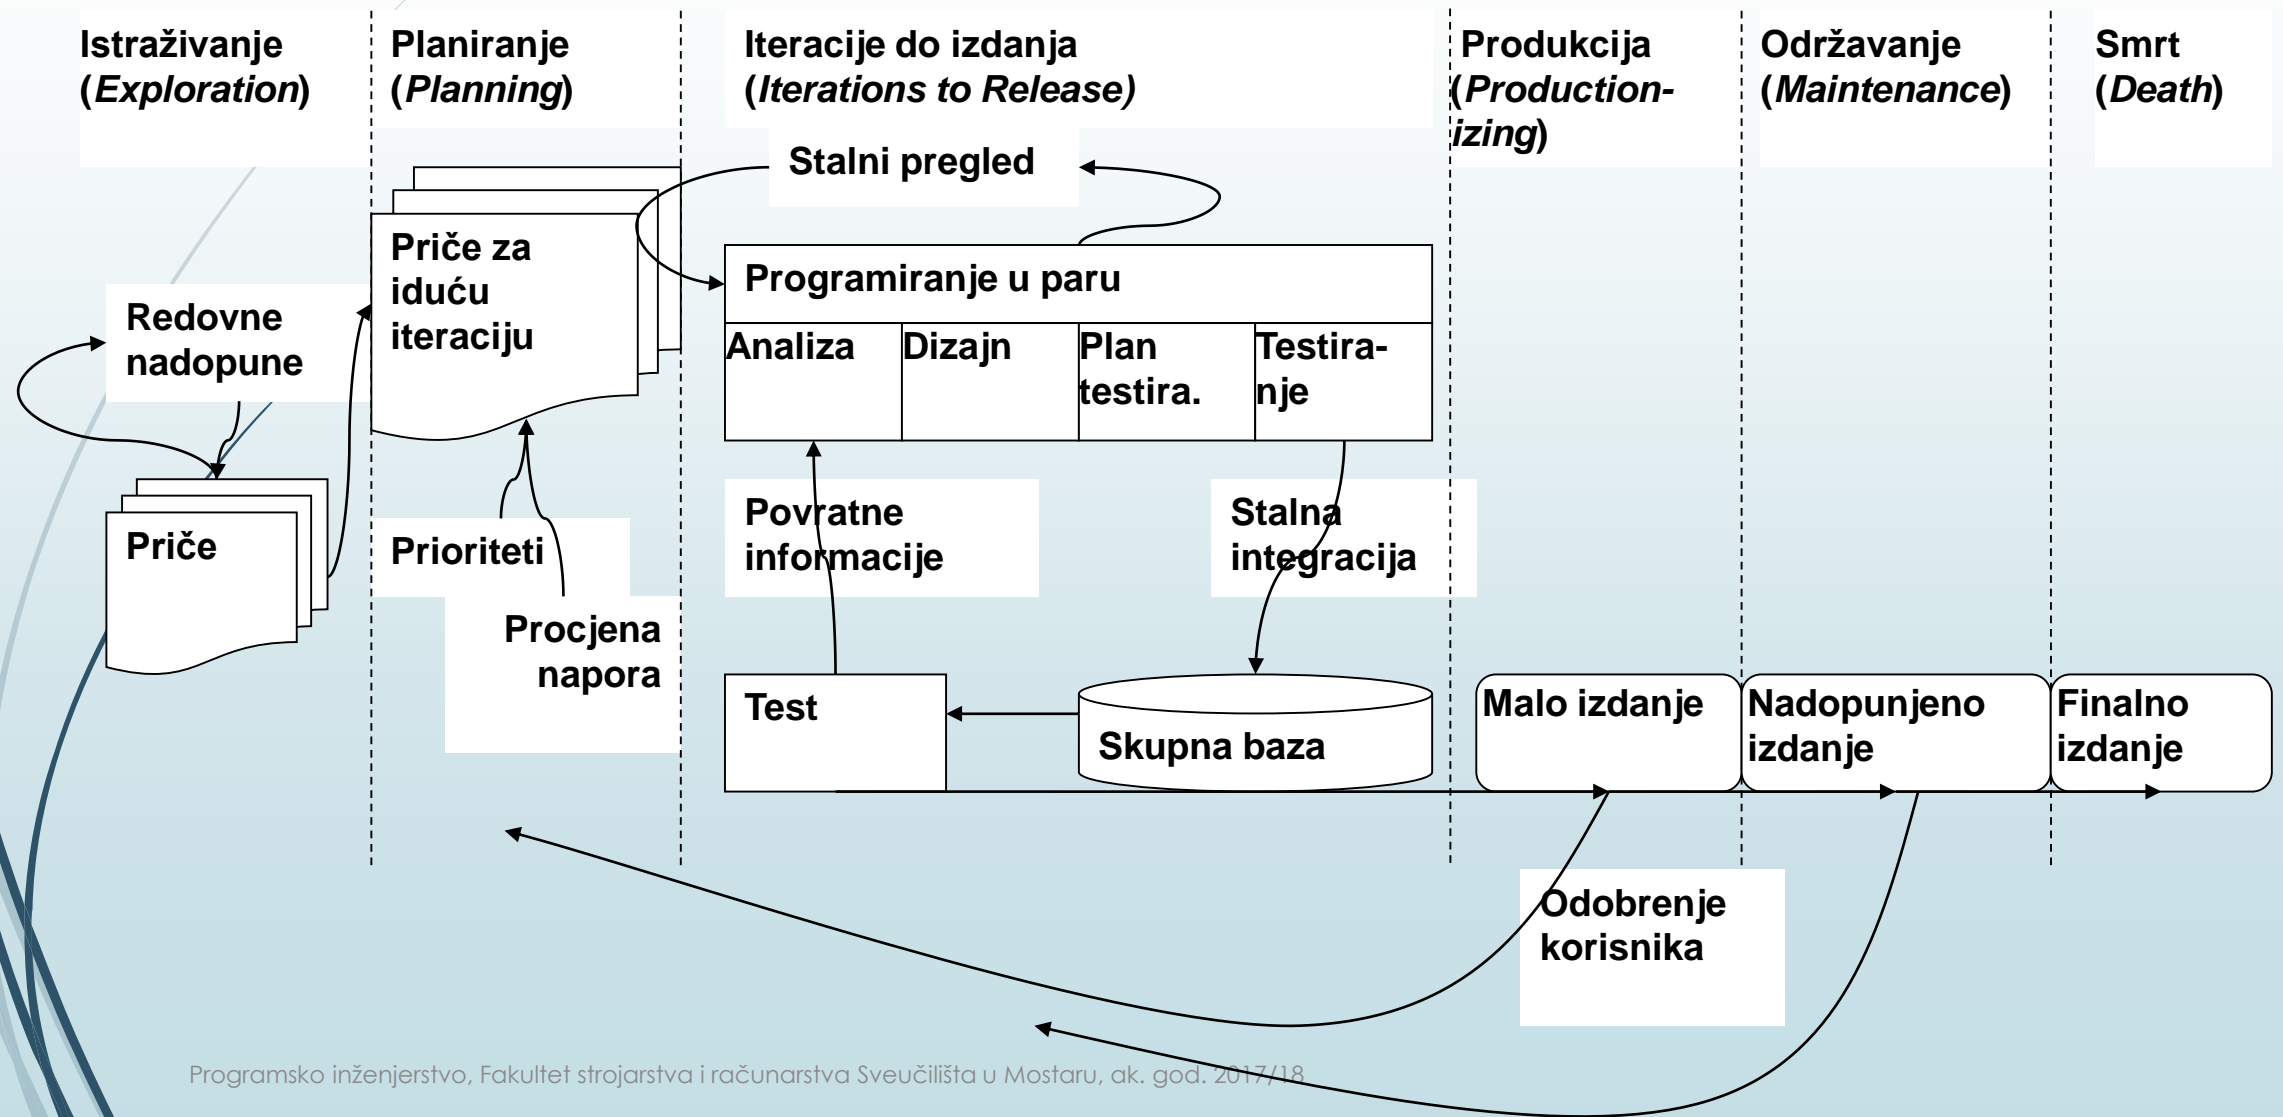 Istraživanje
(Exploration)
Planiranje
(Planning)
Iteracije do izdanja
(Iterations to Release)
Produkcija
(Production-
izing)
Održavanje
(Maintenance)
Smrt
(Death)
Stalni pregled
Priče za
iduću
iteraciju
Programiranje u paru
Redovne
nadopune
Analiza
Dizajn
Plan
testira.
Testira-
nje
Priče
Prioriteti
Povratne
informacije
Stalna
integracija
Procjena
napora
Test
Skupna baza
Malo izdanje
Nadopunjeno
izdanje
Finalno
izdanje
Odobrenje
korisnika
Programsko inženjerstvo, Fakultet strojarstva i računarstva Sveučilišta u Mostaru, ak. god. 2017/18